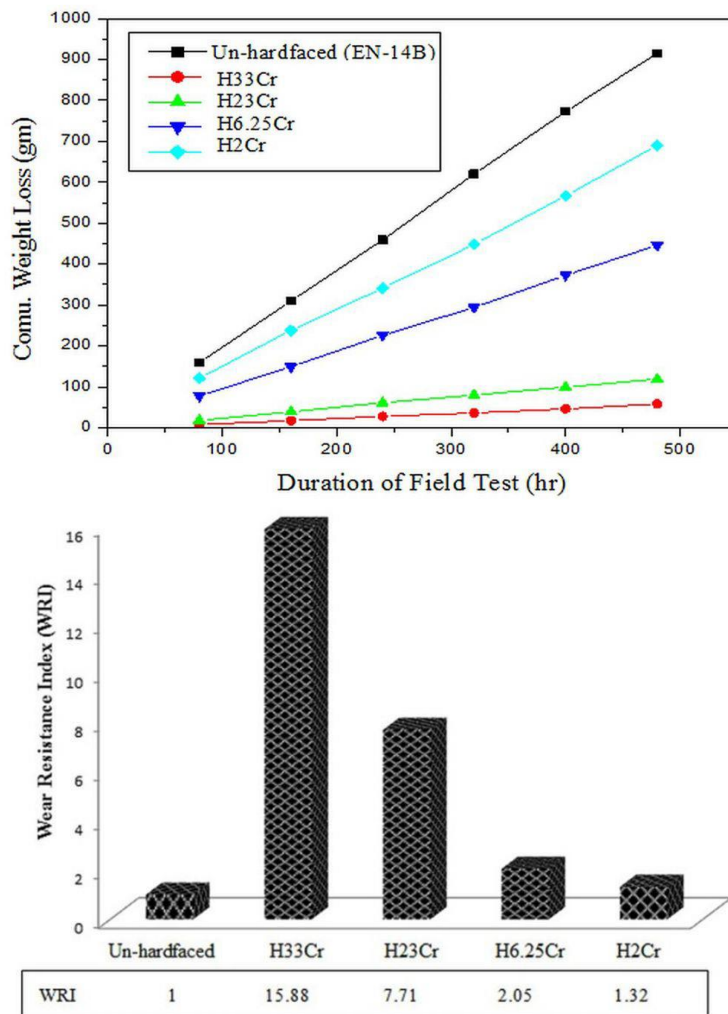 1000
900
800
700
600
500
400
300
200
100
0
Comu. Weight Loss (gm)
Un-hardfaced (EN-14B)
H33Cr
H23Cr
H6.25Cr
H2Cr
0 100 200 300 400 500
Duration of Field Test (hr)
16
14
12
10
8
6
4
2
0
Wear Resistance Index (WRI)
Un-hardfaced H33Cr H23Cr H6.25Cr H2Cr
WRI 1 15.88 7.71 2.05 1.32